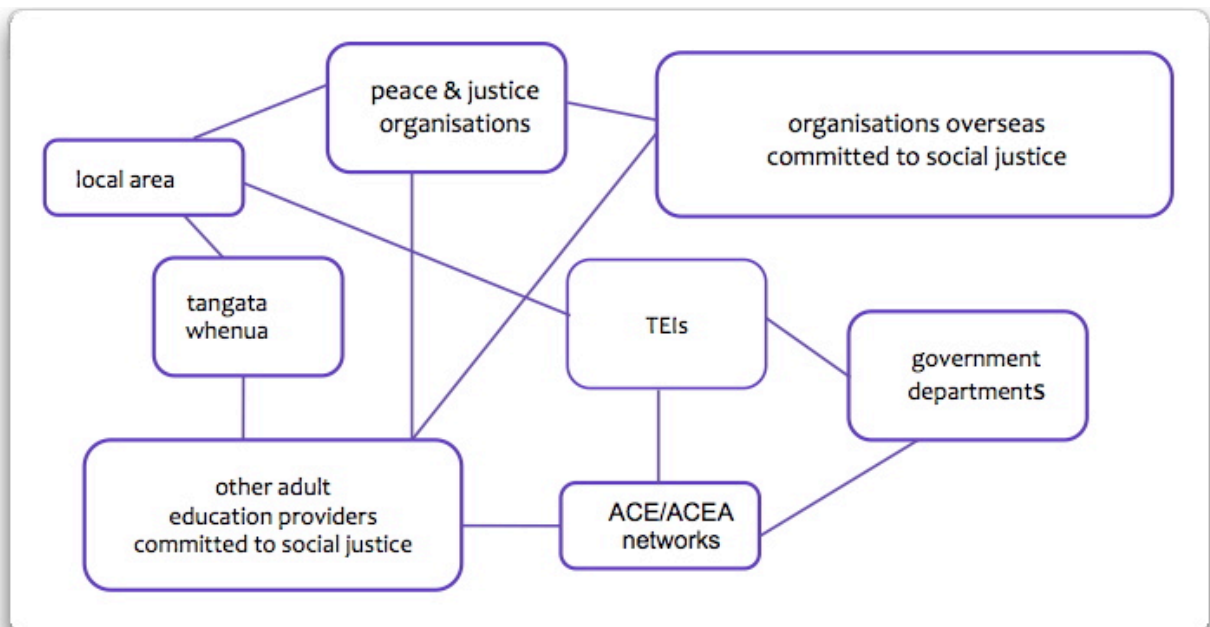 peace & justice
organisations
organisations overseas
committed to social justice
local area
tangata
whenua
TEIs
government
departments
other adult
education providers
committed to social justice
ACE/ACEA
networks